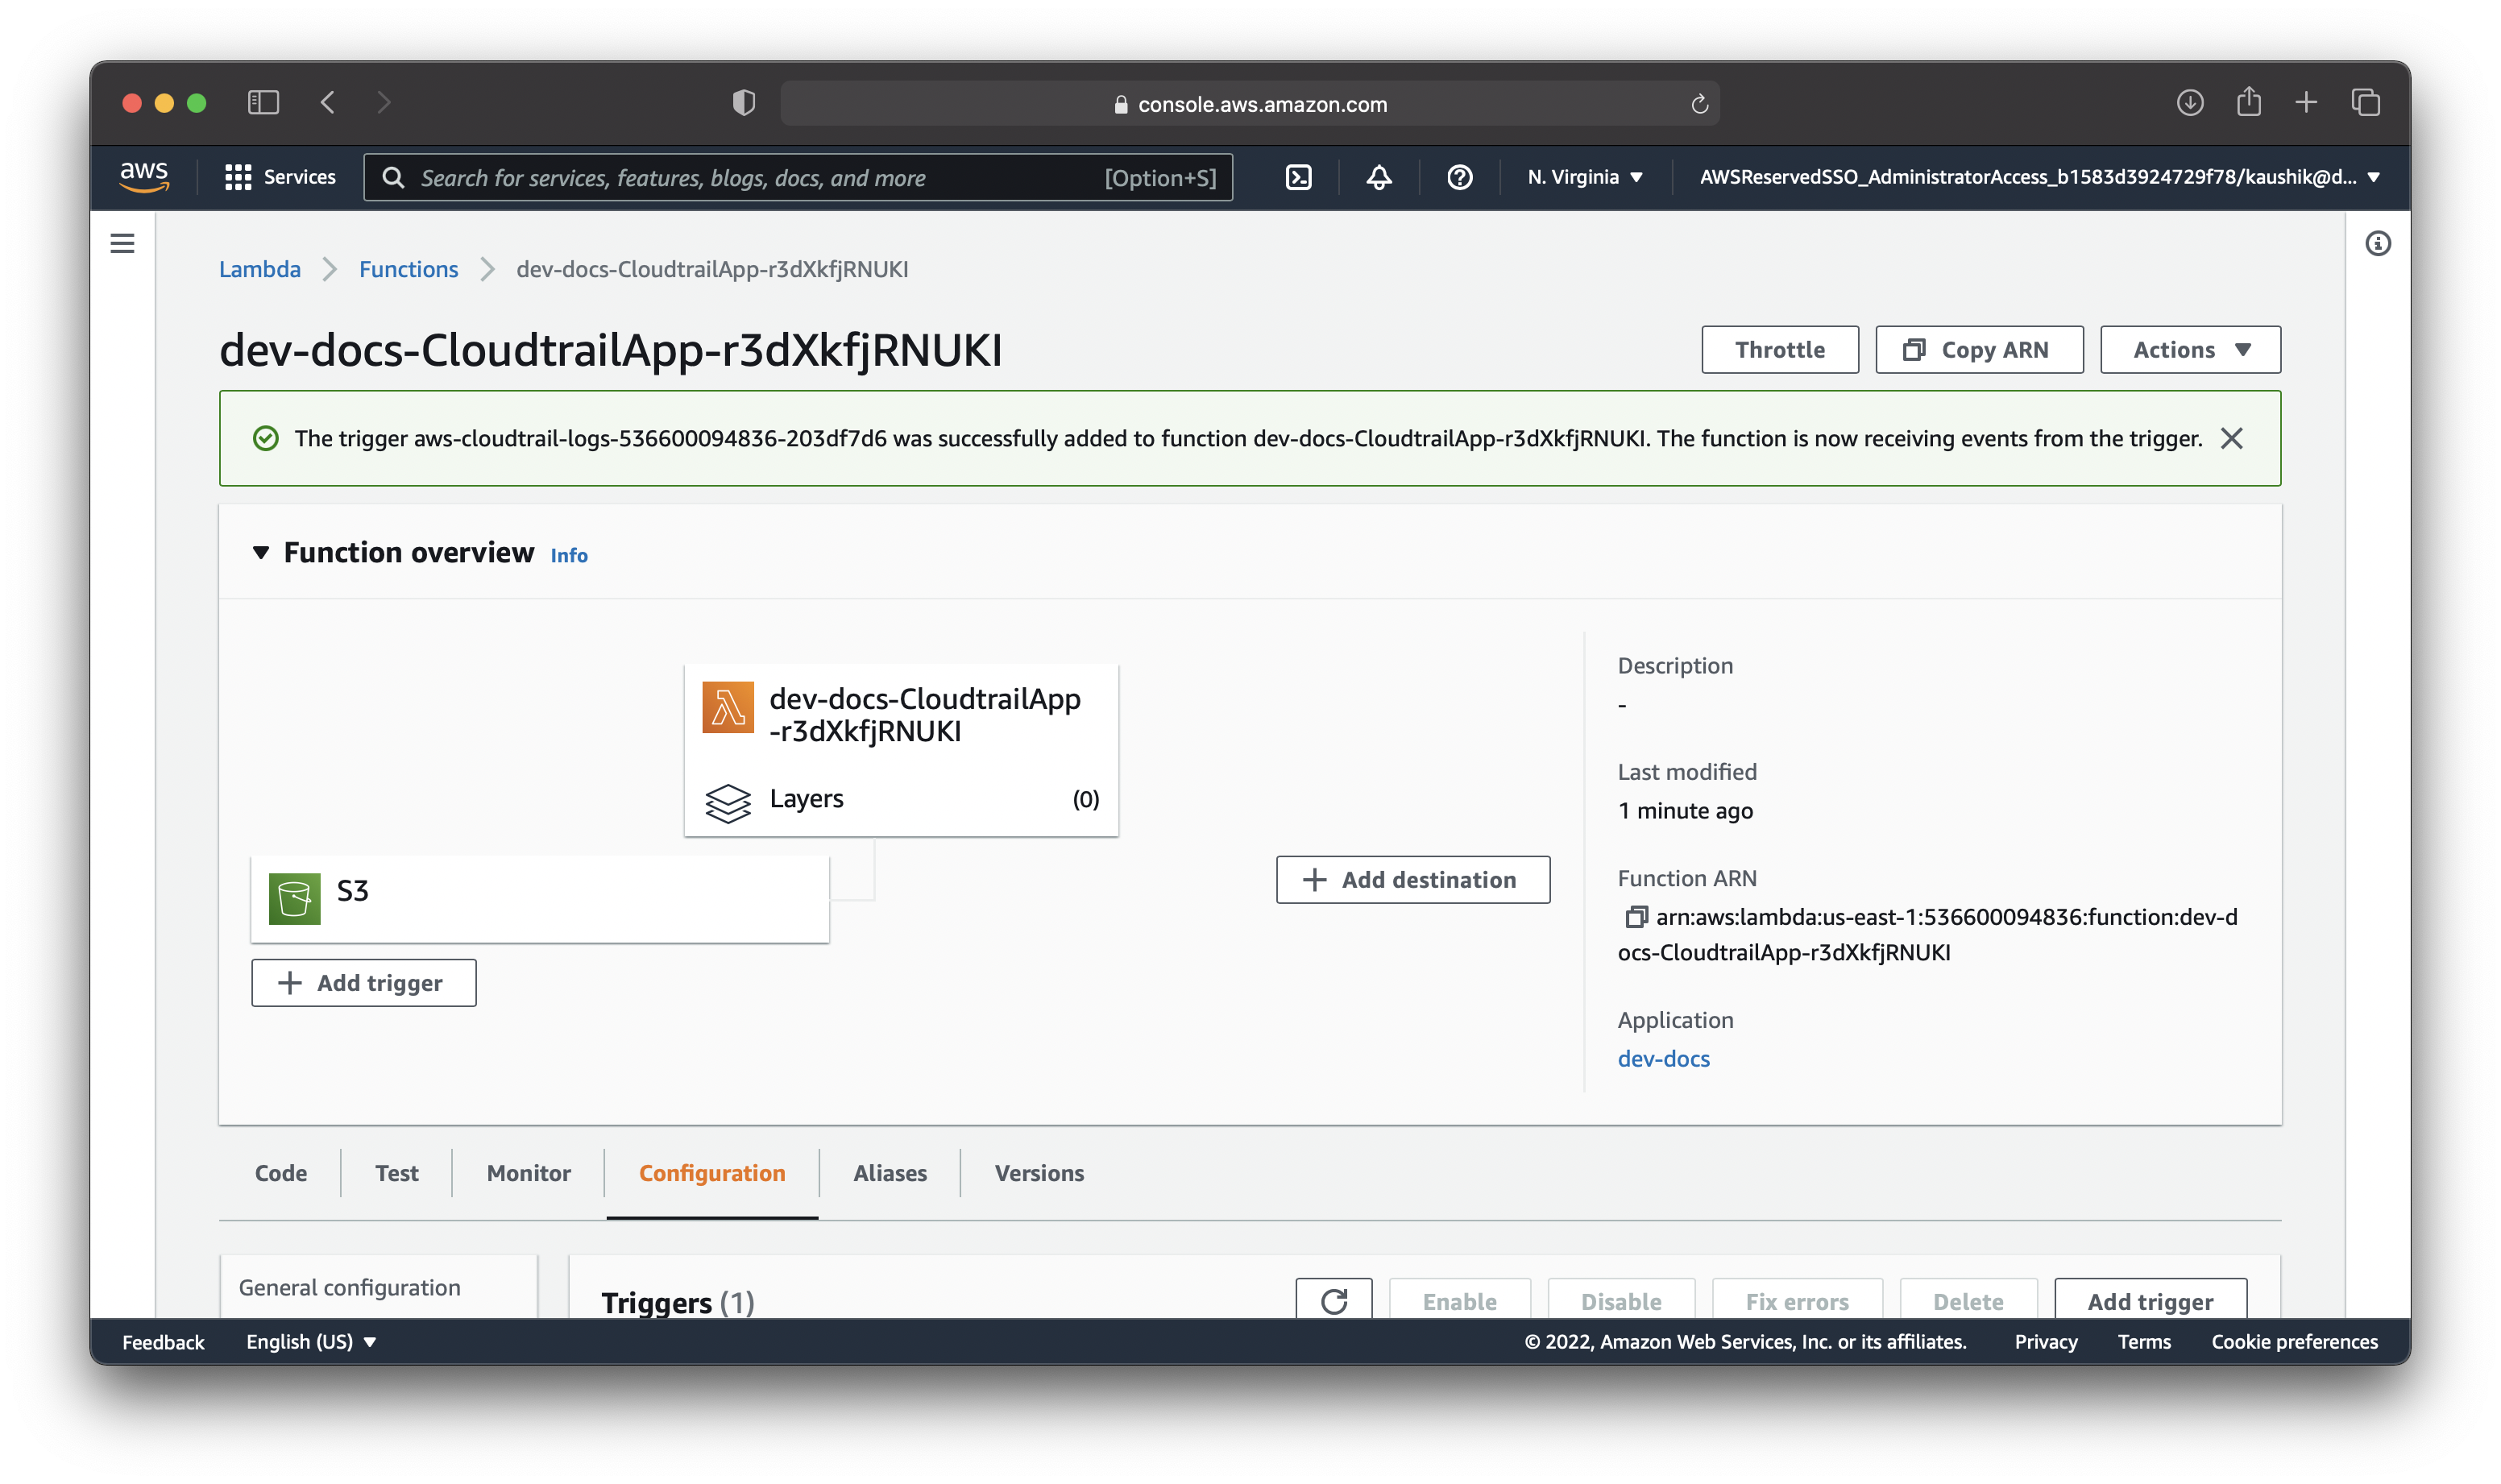 console.aws.amazon.com
aws
Services
Search for services, features, blogs, docs, and more
[Option+S]
N. Virginia
AWSReservedSSO_AdministratorAccess_b1583d3924729f78/kaushik@d...
Lambda
Functions
dev-docs-CloudtrailApp-r3dXkfjRNUKI
dev-docs-CloudtrailApp-r3dXkfjRNUKI
Throttle
Copy ARN
Actions
The trigger aws-cloudtrail-logs-536600094836-203df7d6 was successfully added to function dev-docs-CloudtrailApp-r3dXkfjRNUKI. The function is now receiving events from the trigger.
Function overview
Info
dev-docs-CloudtrailApp
-r3dXkfjRNUKI
Layers
(0)
S3
Add trigger
Add destination
Description
-
Last modified
1 minute ago
Function ARN
arn:aws:lambda:us-east-1:536600094836:function:dev-d
ocs-CloudtrailApp-r3dXkfjRNUKI
Application
dev-docs
Code
Test
Monitor
Configuration
Aliases
Versions
General configuration
Triggers (1)
Enable
Disable
Fix errors
Delete
Add trigger
Feedback
English (US)
© 2022, Amazon Web Services, Inc. or its affiliates.
Privacy
Terms
Cookie preferences